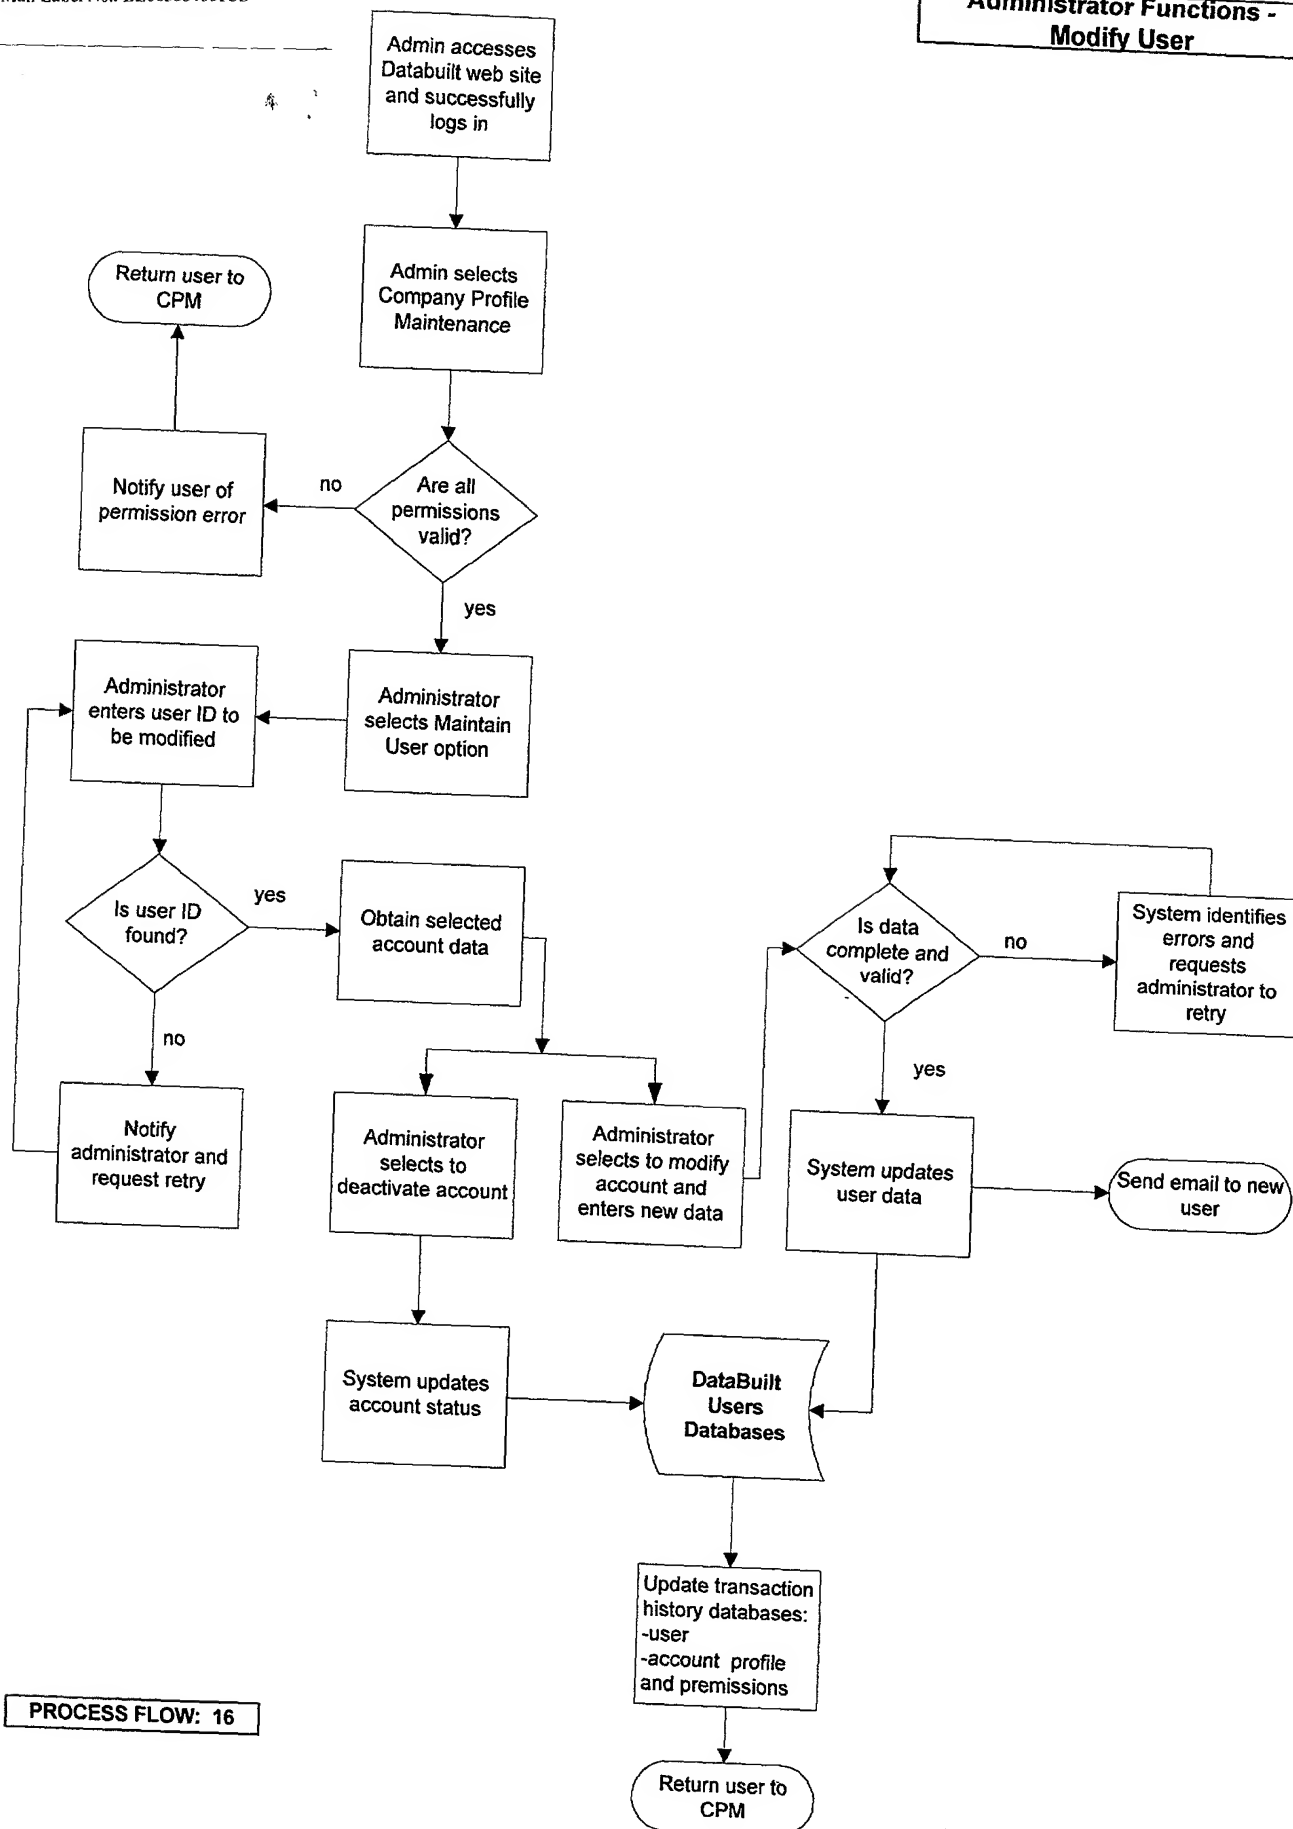 Administrator Functions -
Modify User
Admin accesses
Databuilt web site
and successfully
logs in
Return user to
CPM
Admin selects
Company Profile
Maintenance
Notify user of
permission error
no
Are all
permissions
valid?
yes
Administrator
enters user ID to
be modified
Administrator
selects Maintain
User option
Is user ID
found?
yes
Obtain selected
account data
Is data
complete and
valid?
no
System identifies
errors and
requests
administrator to
retry
no
yes
Notify
administrator and
request retry
Administrator
selects to
deactivate account
Administrator
selects to modify
account and
enters new data
System updates
user data
Send email to new
user
System updates
account status
DataBuilt
Users
Databases
Update transaction
history databases:
-user
-account profile
and premissions
PROCESS FLOW: 16
Return user to
CPM